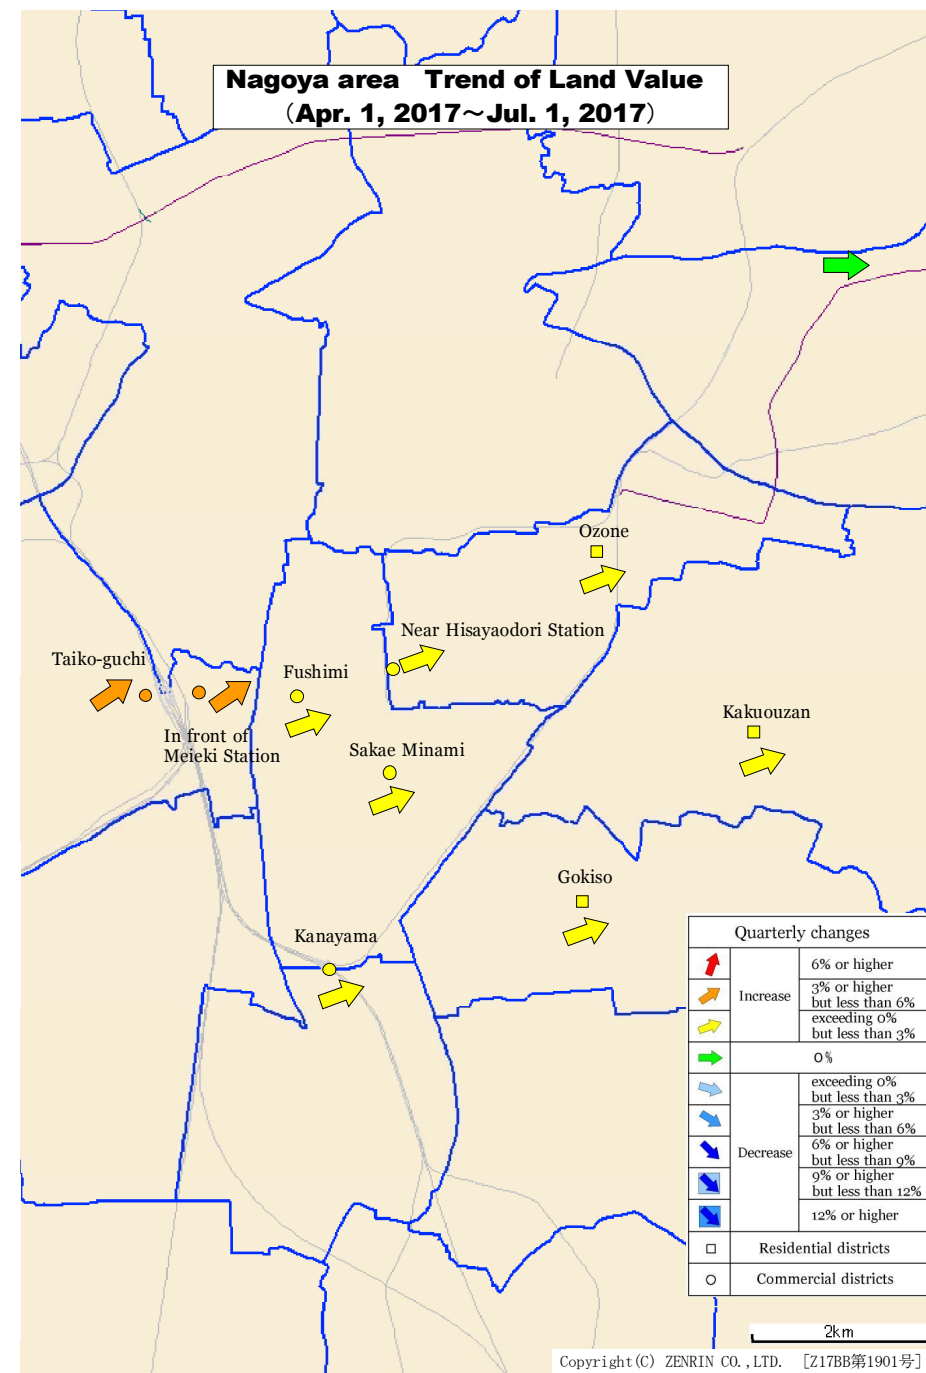 Nagoya area Trend of Land Value
（Apr. 1, 2017～Jul. 1, 2017）
Ozone
Near Hisayaodori Station
Taiko-guchi
Fushimi
Kakuouzan
In front of
Meieki Station
Sakae Minami
Gokiso
Kanayama
Quarterly changes
Increase
6% or higher
3% or higher
but less than 6%
exceeding 0%
but less than 3%
0%
Decrease
exceeding 0%
but less than 3%
3% or higher
but less than 6%
6% or higher
but less than 9%
9% or higher
but less than 12%
12% or higher
Residential districts
Commercial districts
2km
Copyright(C) ZENRIN CO.,LTD. [Z17BB第1901号]